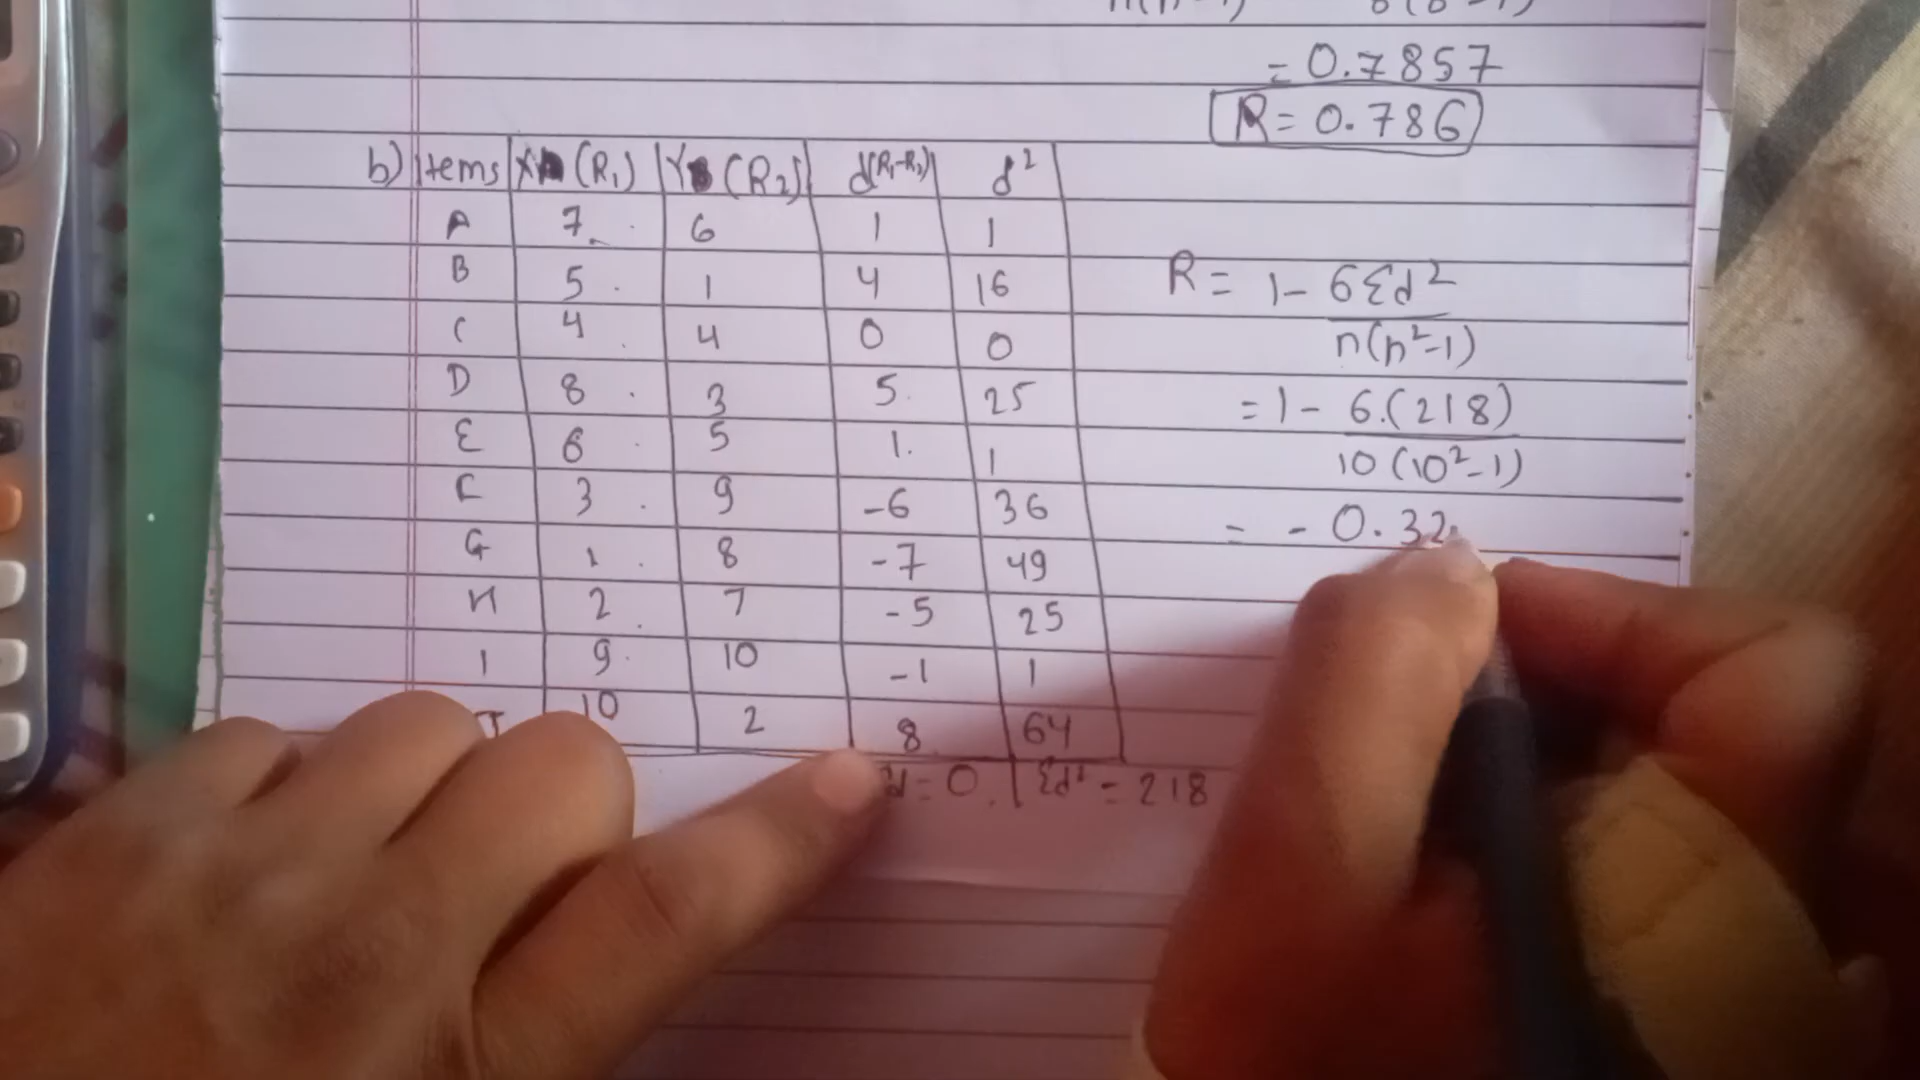 = 0.7857
R = 0.786
b) Items X (R₁) Y (R₂) d(R₁-R₂) d²
A 7 6 1 1
B 5 1 4 16
C 4 4 0 0
D 8 3 5 25
E 6 5 1 1
F 3 9 -6 36
G 1 8 -7 49
H 2 7 -5 25
I 9 10 -1 1
J 10 2 8 64
Σd = 0 Σd² = 218
R = 1 - 6Σd²
n(n²-1)
= 1 - 6.(218)
10(10²-1)
= - 0.32